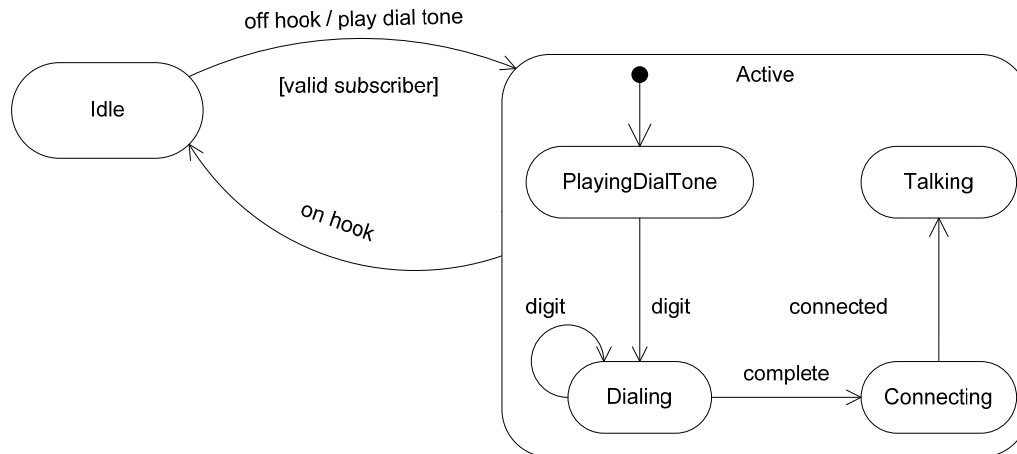 off hook / play dial tone
Active
[valid subscriber]
Idle
PlayingDialTone
Talking
on hook
digit
digit
connected
complete
Dialing
Connecting